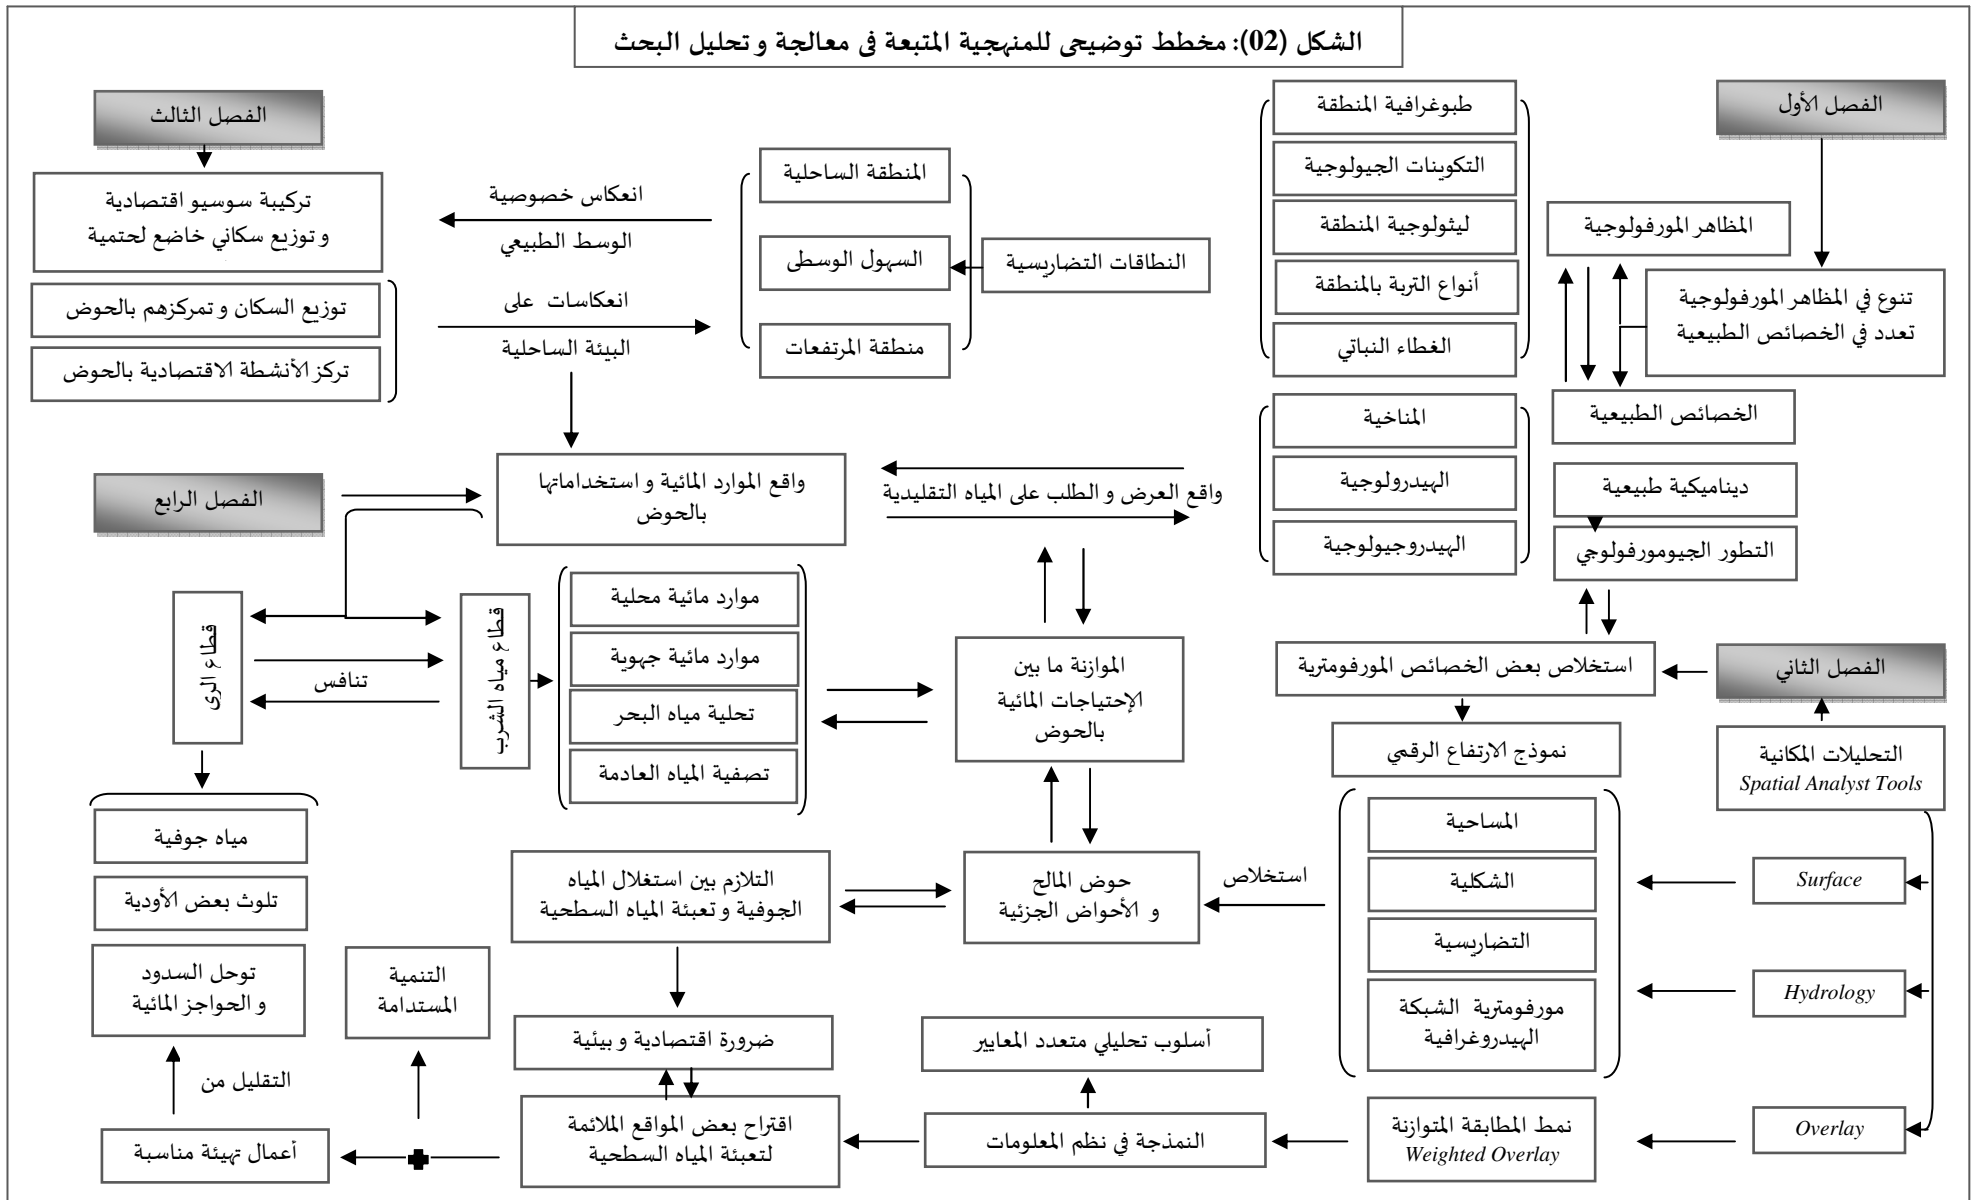 الشكل (02): مخطط توضيحي للمنهجية المتبعة في معالجة و تحليل البحث
الفصل الأول
تنوع في المظاهر المورفولوجية
تعدد في الخصائص الطبيعية
المظاهر المورفولوجية
الخصائص الطبيعية
ديناميكية طبيعية
التطور الجيومورفولوجي
طبوغرافية المنطقة
التكوينات الجيولوجية
ليثولوجية المنطقة
أنواع التربة بالمنطقة
الغطاء النباتي
المناخية
الهيدرولوجية
الهيدروجيولوجية
النطاقات التضاريسية
المنطقة الساحلية
السهول الوسطى
منطقة المرتفعات
انعكاس خصوصية
الوسط الطبيعي
انعكاسات على
البيئة الساحلية
الفصل الثالث
تركيبة سوسيو اقتصادية
و توزيع سكاني خاضع لحتمية
توزيع السكان و تمركزهم بالحوض
تركز الأنشطة الاقتصادية بالحوض
الفصل الرابع
واقع الموارد المائية و استخداماتها
بالحوض
واقع العرض و الطلب على المياه التقليدية
قطاع الري
تنافس
قطاع مياه الشرب
موارد مائية محلية
موارد مائية جهوية
تحلية مياه البحر
تصفية المياه العادمة
الموازنة ما بين
الإحتياجات المائية
بالحوض
الفصل الثاني
استخلاص بعض الخصائص المورفومترية
نموذج الارتفاع الرقمي
التحليلات المكانية
Spatial Analyst Tools
Surface
Hydrology
Overlay
المساحية
الشكلية
التضاريسية
مورفومترية الشبكة
الهيدروغرافية
نمط المطابقة المتوازنة
Weighted Overlay
استخلاص
حوض المالح
و الأحواض الجزئية
التلازم بين استغلال المياه
الجوفية و تعبئة المياه السطحية
ضرورة اقتصادية و بيئية
أسلوب تحليلي متعدد المعايير
النمذجة في نظم المعلومات
اقتراح بعض المواقع الملائمة
لتعبئة المياه السطحية
التنمية
المستدامة
أعمال تهيئة مناسبة
التقليل من
مياه جوفية
تلوث بعض الأودية
توحل السدود
و الحواجز المائية